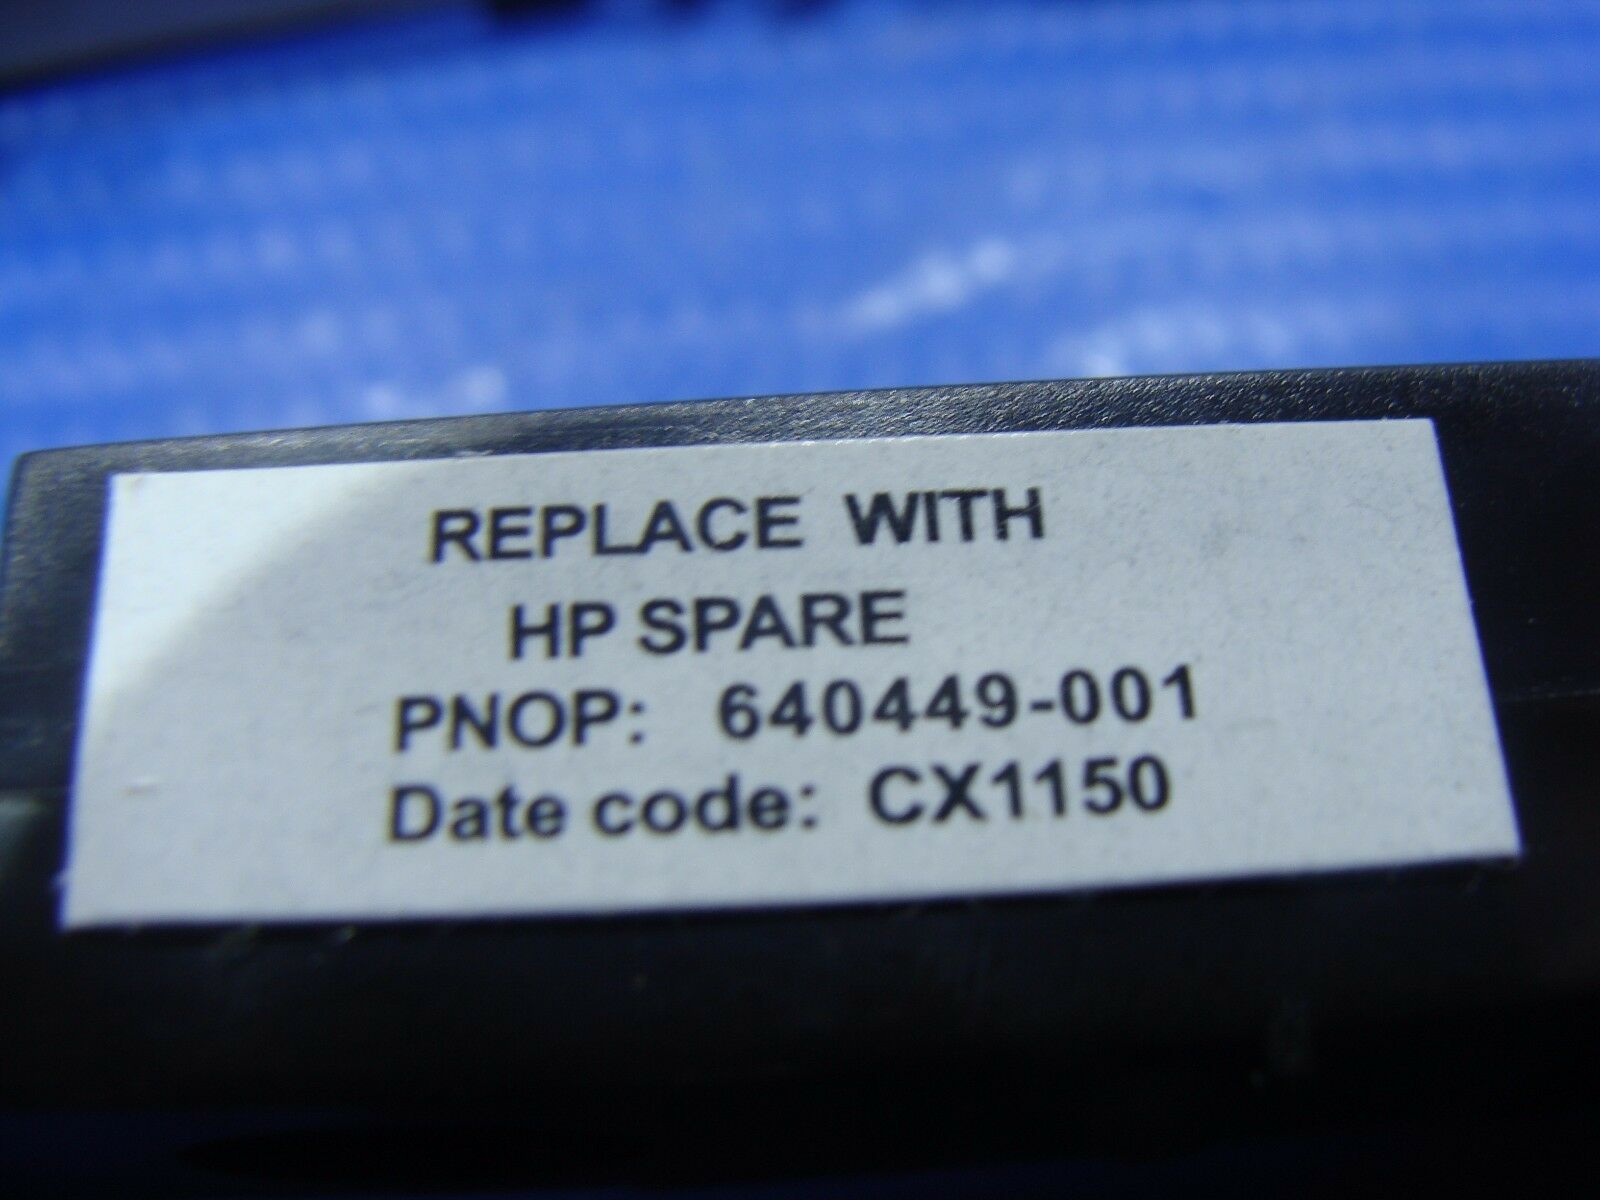 REPLACE WITH
HP SPARE
PNOP: 640449-001
Date code: CX1150